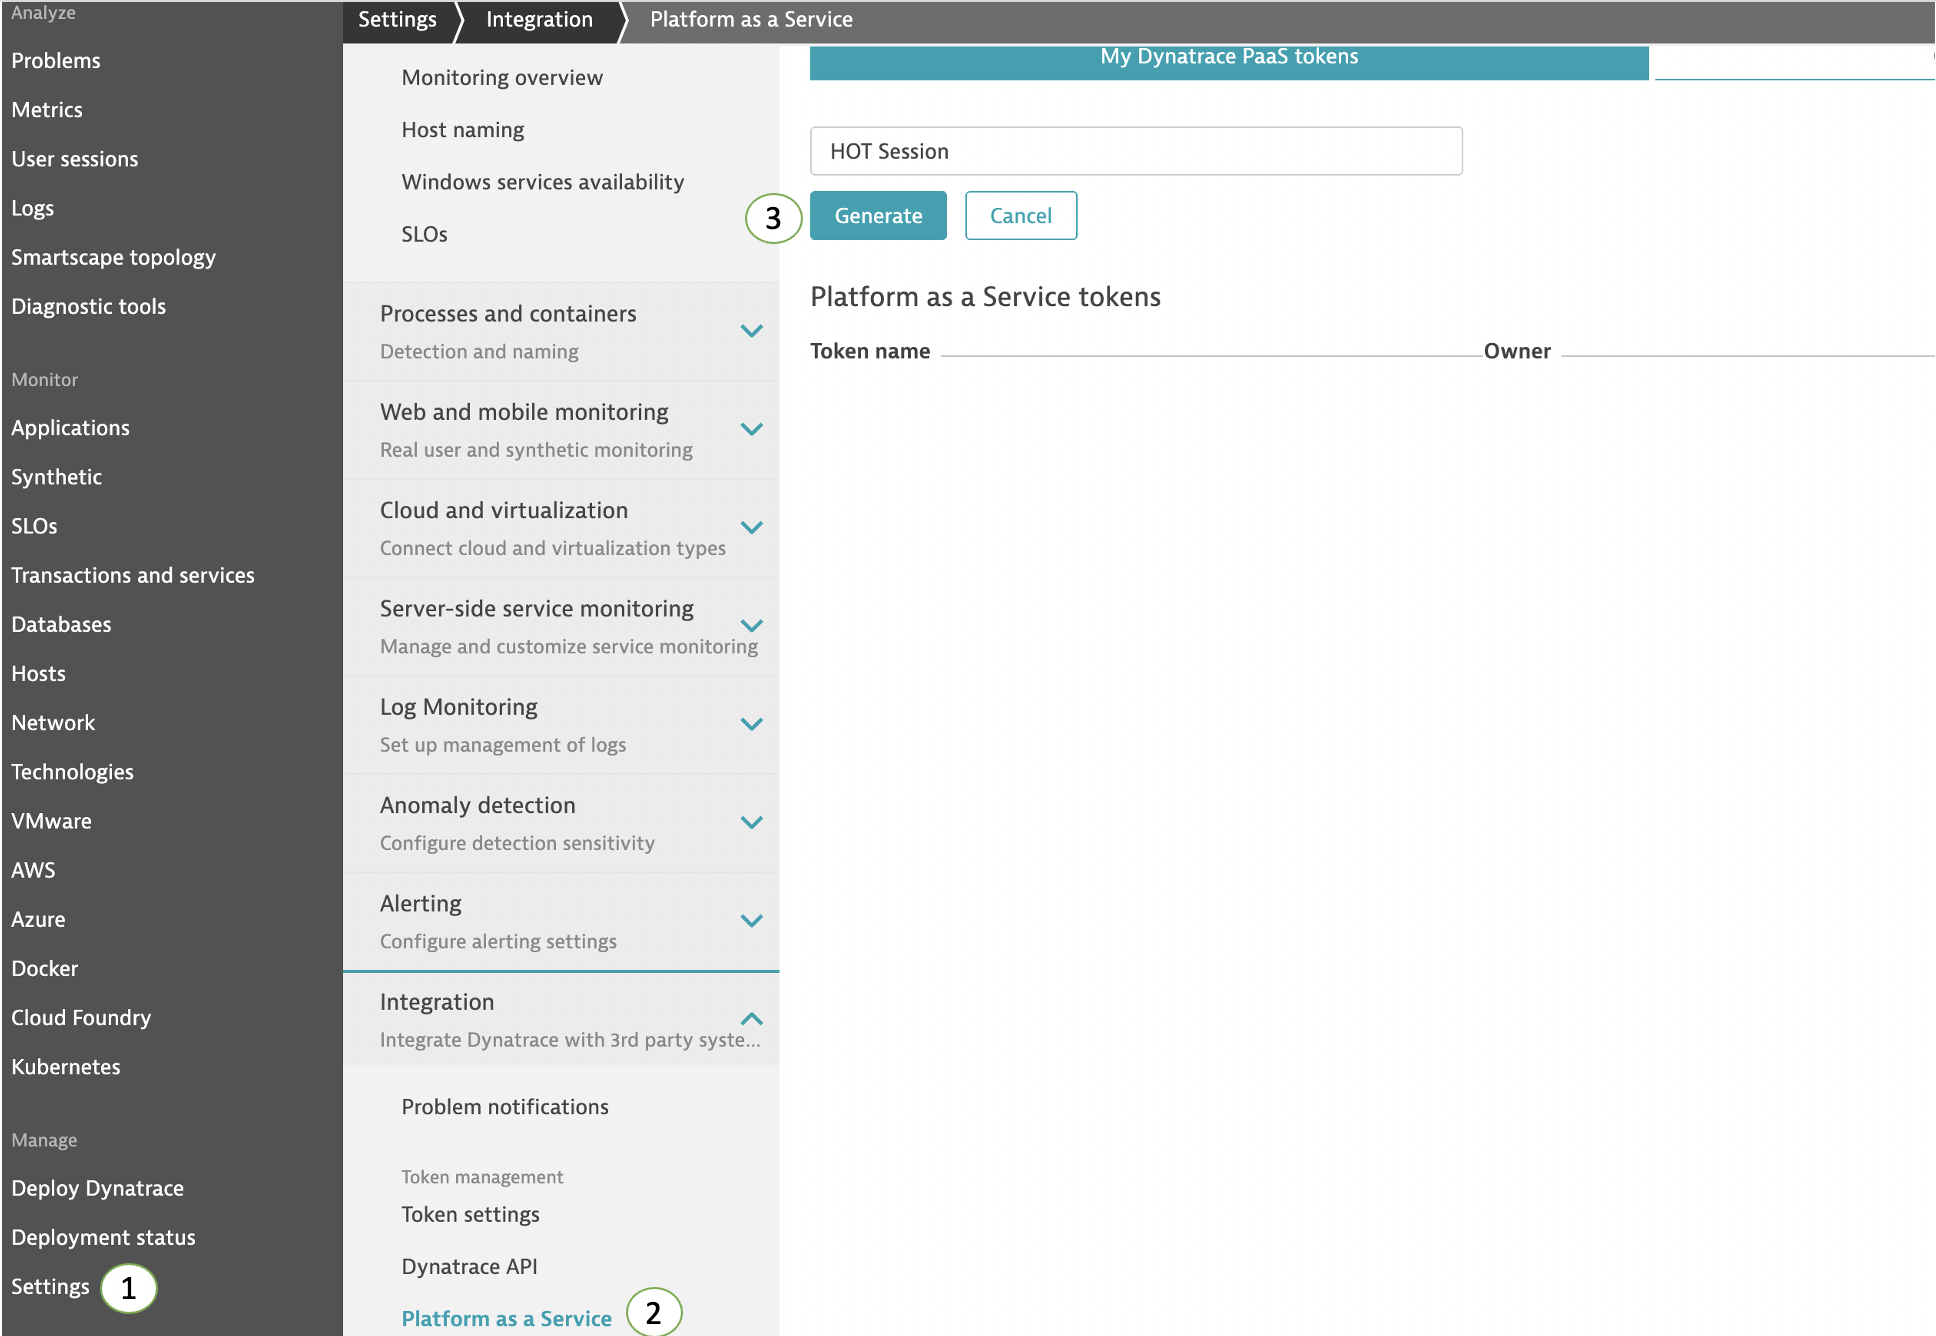 Analyze
Problems
Metrics
User sessions
Logs
Smartscape topology
Diagnostic tools
Monitor
Applications
Synthetic
SLOs
Transactions and services
Databases
Hosts
Network
Technologies
VMware
AWS
Azure
Docker
Cloud Foundry
Kubernetes
Manage
Deploy Dynatrace
Deployment status
Settings 1
Settings Integration Platform as a Service
Monitoring overview
Host naming
Windows services availability
SLOs
Processes and containers
Detection and naming
Web and mobile monitoring
Real user and synthetic monitoring
Cloud and virtualization
Connect cloud and virtualization types
Server-side service monitoring
Manage and customize service monitoring
Log Monitoring
Set up management of logs
Anomaly detection
Configure detection sensitivity
Alerting
Configure alerting settings
Integration
Integrate Dynatrace with 3rd party syste...
Problem notifications
Token management
Token settings
Dynatrace API
Platform as a Service 2
My Dynatrace PaaS tokens
HOT Session
3 Generate Cancel
Platform as a Service tokens
Token name Owner